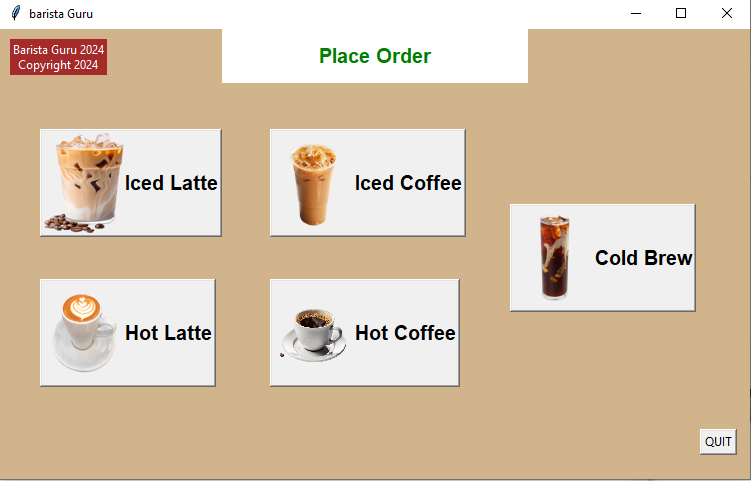 barista Guru
Barista Guru 2024
Copyright 2024
Place Order
Iced Latte
Iced Coffee
Cold Brew
Hot Latte
Hot Coffee
QUIT